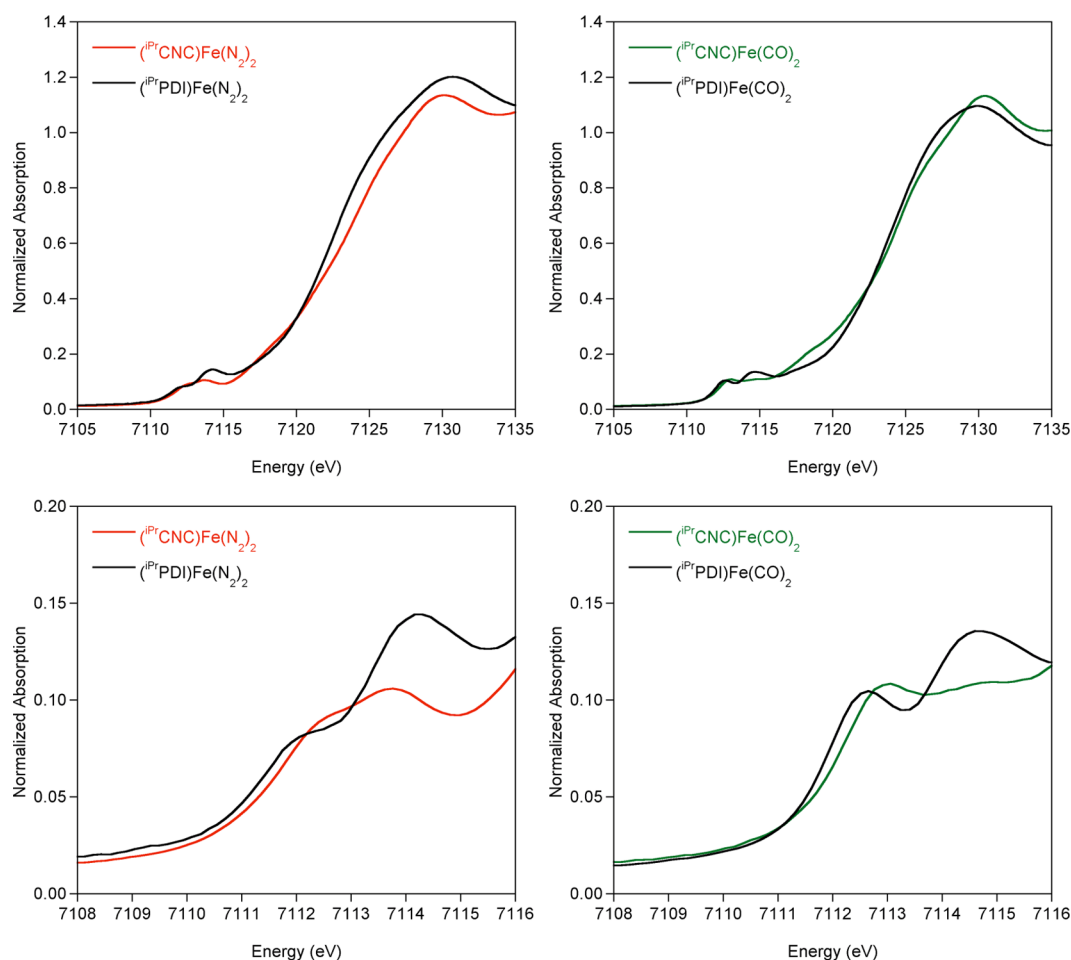 (iPrCNC)Fe(N2)2
(iPrPDI)Fe(N2)2
Normalized Absorption
1.4
1.2
1.0
0.8
0.6
0.4
0.2
0.0
7105 7110 7115 7120 7125 7130 7135
Energy (eV)
(iPrCNC)Fe(CO)2
(iPrPDI)Fe(CO)2
Normalized Absorption
1.4
1.2
1.0
0.8
0.6
0.4
0.2
0.0
7105 7110 7115 7120 7125 7130 7135
Energy (eV)
(iPrCNC)Fe(N2)2
(iPrPDI)Fe(N2)2
Normalized Absorption
0.20
0.15
0.10
0.05
0.00
7108 7109 7110 7111 7112 7113 7114 7115 7116
Energy (eV)
(iPrCNC)Fe(CO)2
(iPrPDI)Fe(CO)2
Normalized Absorption
0.20
0.15
0.10
0.05
0.00
7108 7109 7110 7111 7112 7113 7114 7115 7116
Energy (eV)